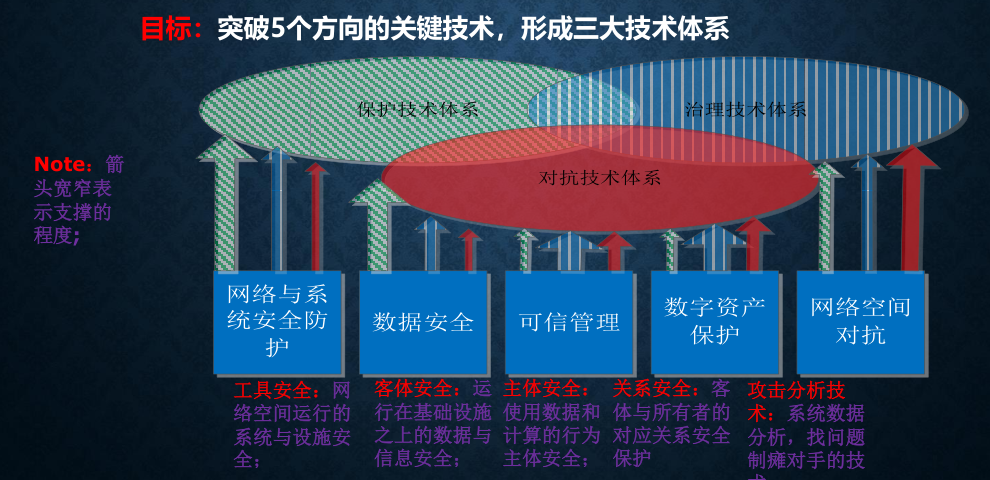 目标：突破5个方向的关键技术，形成三大技术体系
保护技术体系
治理技术体系
对抗技术体系
Note：箭
头宽窄表
示支撑的
程度;
网络与系
统安全防
护
数据安全
可信管理
数字资产
保护
网络空间
对抗
工具安全：网
络空间运行的
系统与设施安
全；
客体安全：运
行在基础设施
之上的数据与
信息安全；
主体安全：
使用数据和
计算的行为
主体安全；
关系安全：客
体与所有者的
对应关系安全
保护
攻击分析技
术：系统数据
分析，找问题
制瘫对手的技